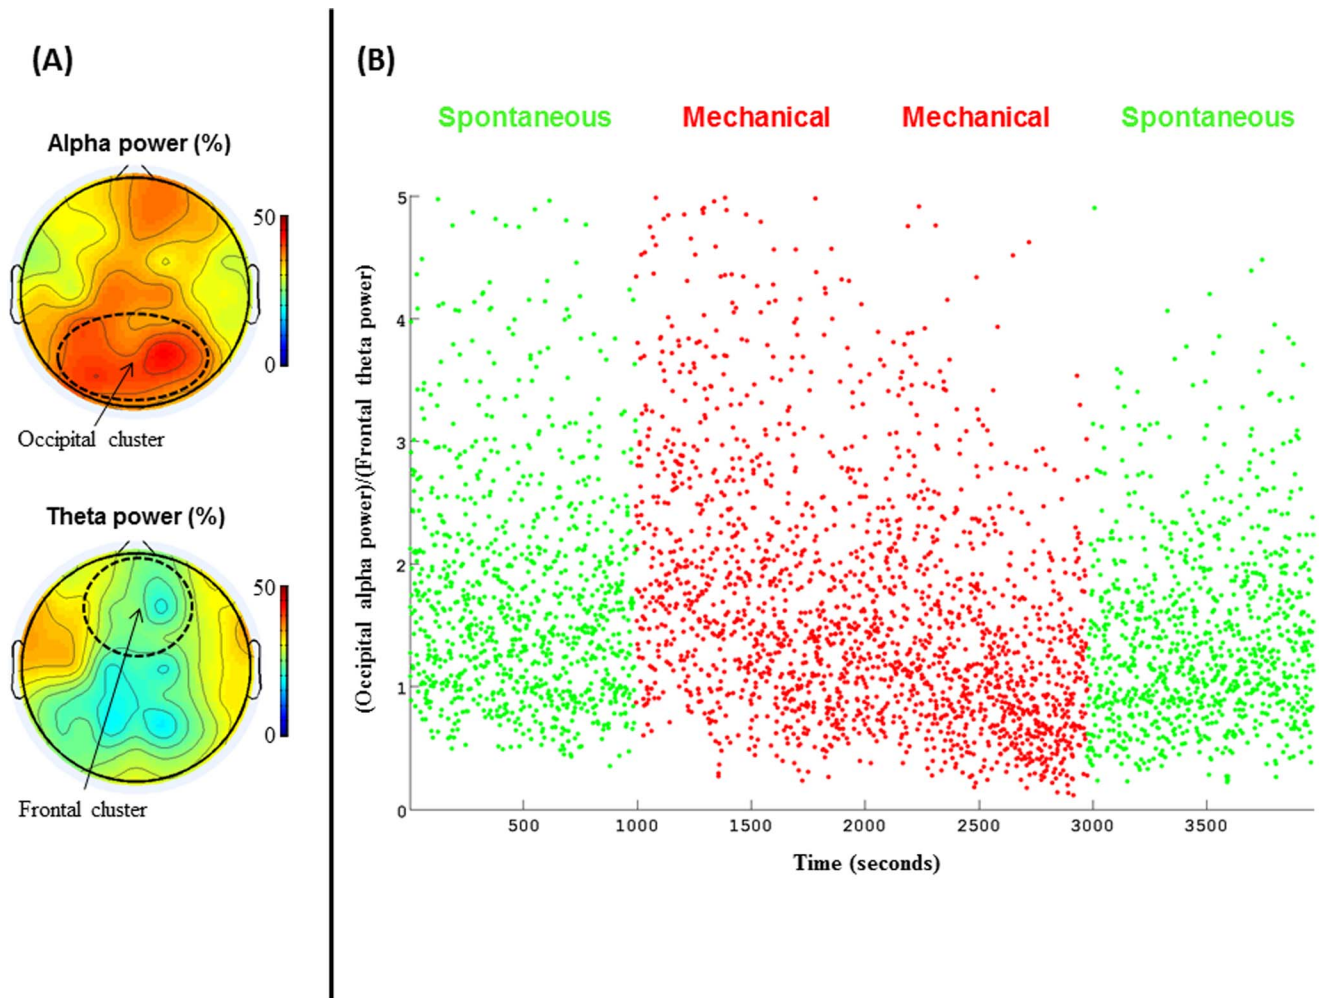 (A)
Alpha power (%)
50
0
Occipital cluster
Theta power (%)
50
0
Frontal cluster
(B)
Spontaneous Mechanical Mechanical Spontaneous
(Occipital alpha power)/(Frontal theta power)
5
4
3
2
1
0
500 1000 1500 2000 2500 3000 3500
Time (seconds)